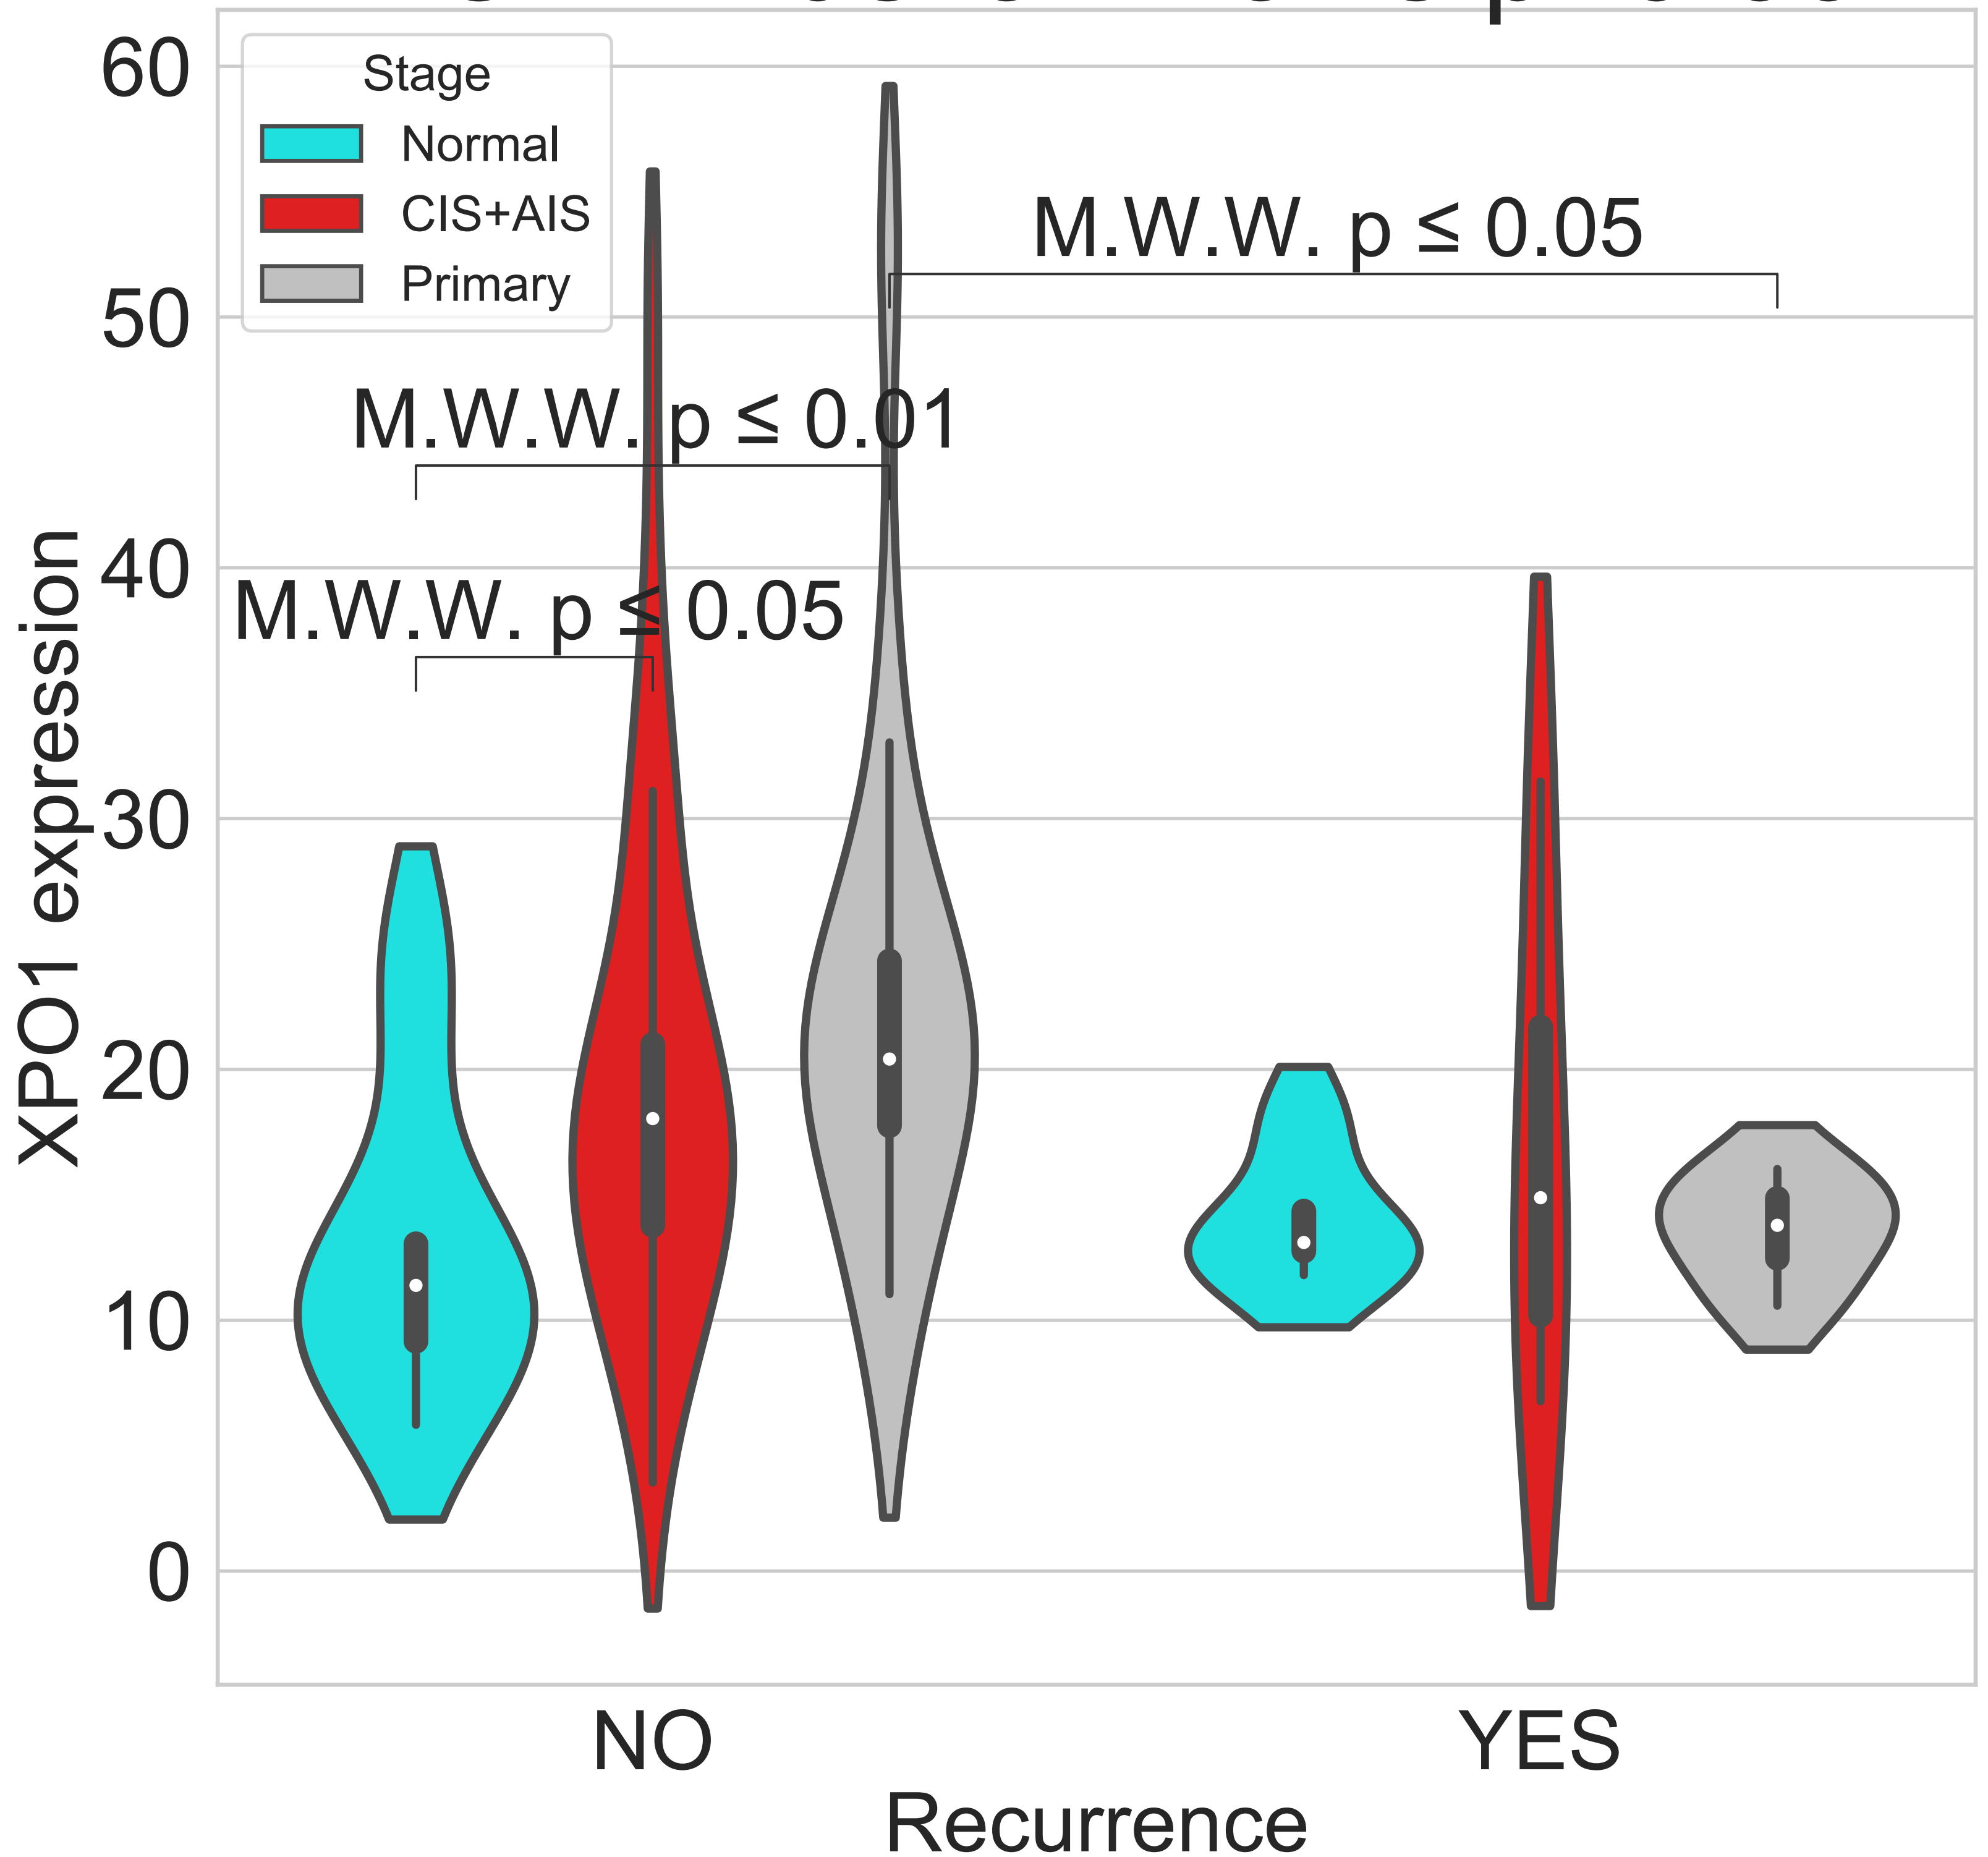 Stage
Normal
CIS+AIS
Primary
M.W.W. p ≤ 0.05
M.W.W. p ≤ 0.01
M.W.W. p ≤ 0.05
60
50
40
30
20
10
0
XPO1 expression
NO
YES
Recurrence